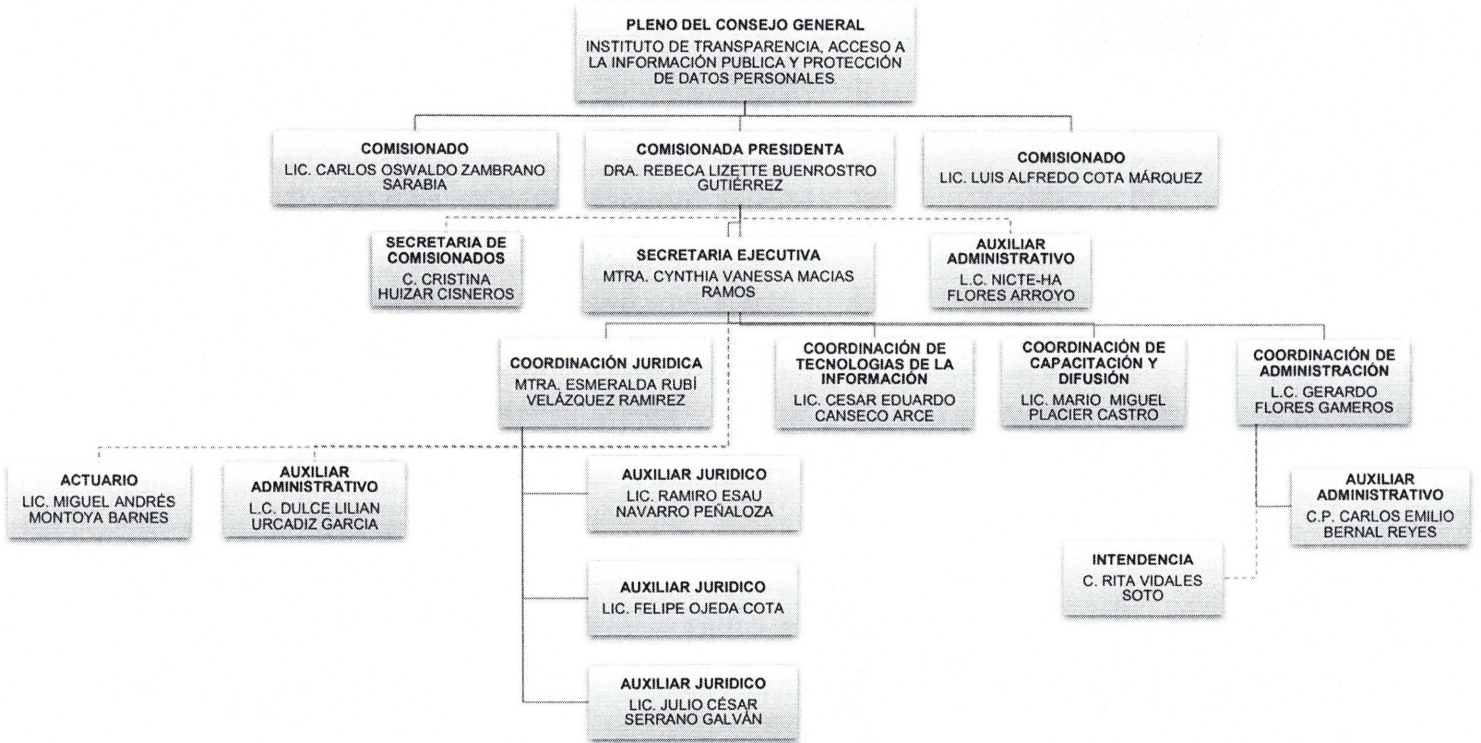 PLENO DEL CONSEJO GENERAL
INSTITUTO DE TRANSPARENCIA, ACCESO A
LA INFORMACIÓN PUBLICA Y PROTECCIÓN
DE DATOS PERSONALES
COMISIONADO
LIC. CARLOS OSWALDO ZAMBRANO
SARABIA
COMISIONADA PRESIDENTA
DRA. REBECA LIZETTE BUENROSTRO
GUTIÉRREZ
COMISIONADO
LIC. LUIS ALFREDO COTA MÁRQUEZ
SECRETARIA DE
COMISIONADOS
C. CRISTINA
HUIZAR CISNEROS
SECRETARIA EJECUTIVA
MTRA. CYNTHIA VANESSA MACIAS
RAMOS
AUXILIAR
ADMINISTRATIVO
L.C. NICTE-HA
FLORES ARROYO
COORDINACIÓN JURIDICA
MTRA. ESMERALDA RUBÍ
VELÁZQUEZ RAMIREZ
COORDINACIÓN DE
TECNOLOGIAS DE LA
INFORMACIÓN
LIC. CESAR EDUARDO
CANSECO ARCE
COORDINACIÓN DE
CAPACITACIÓN Y
DIFUSIÓN
LIC. MARIO MIGUEL
PLACIER CASTRO
COORDINACIÓN DE
ADMINISTRACIÓN
L.C. GERARDO
FLORES GAMEROS
ACTUARIO
LIC. MIGUEL ANDRÉS
MONTOYA BARNES
AUXILIAR
ADMINISTRATIVO
L.C. DULCE LILIAN
URCADIZ GARCIA
AUXILIAR JURIDICO
LIC. RAMIRO ESAU
NAVARRO PEÑALOZA
AUXILIAR
ADMINISTRATIVO
C.P. CARLOS EMILIO
BERNAL REYES
INTENDENCIA
C. RITA VIDALES
SOTO
AUXILIAR JURIDICO
LIC. FELIPE OJEDA COTA
AUXILIAR JURIDICO
LIC. JULIO CÉSAR
SERRANO GALVÁN